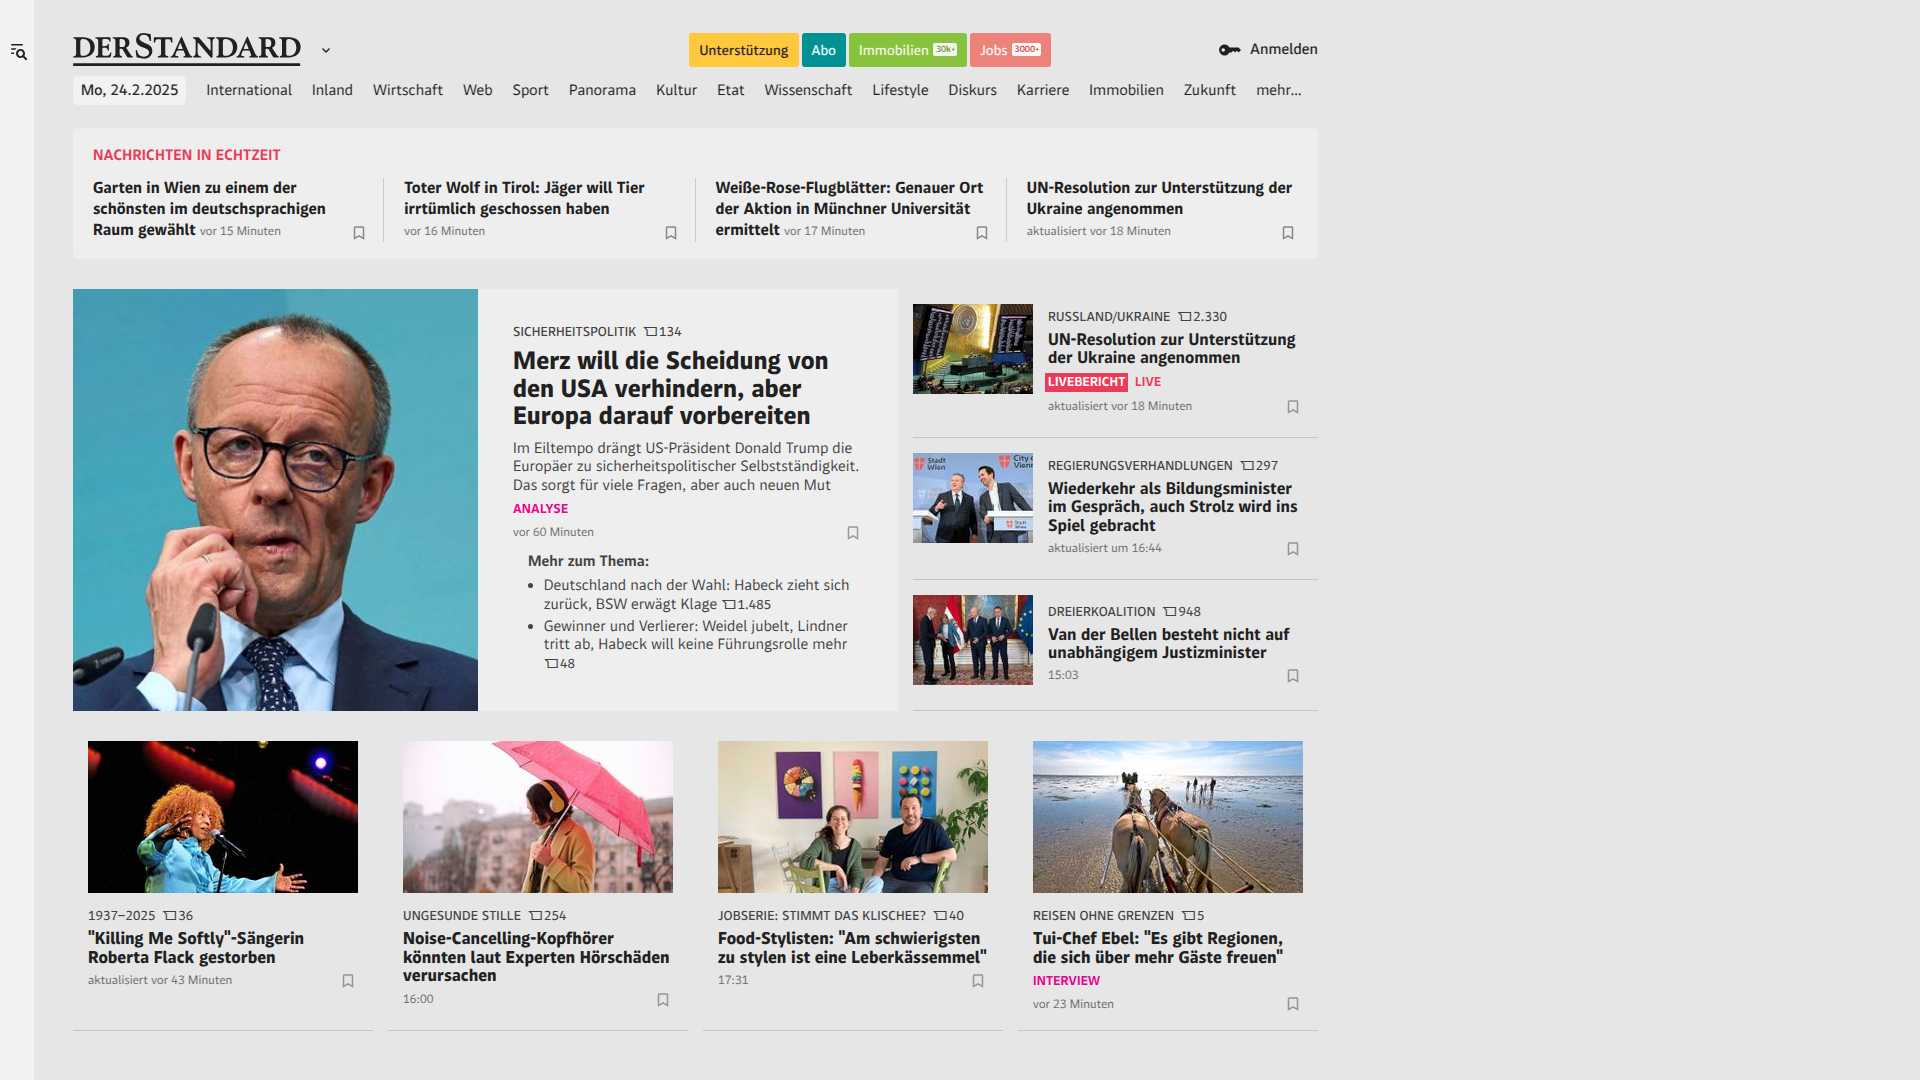 DERSTANDARD
Unterstützung
Abo
Immobilien 30k+
Jobs 3000+
Anmelden
Mo, 24.2.2025
International
Inland
Wirtschaft
Web
Sport
Panorama
Kultur
Etat
Wissenschaft
Lifestyle
Diskurs
Karriere
Immobilien
Zukunft
mehr...
NACHRICHTEN IN ECHTZEIT
Garten in Wien zu einem der
schönsten im deutschsprachigen
Raum gewählt vor 15 Minuten
Toter Wolf in Tirol: Jäger will Tier
irrtümlich geschossen haben
vor 16 Minuten
Weiße-Rose-Flugblätter: Genauer Ort
der Aktion in Münchner Universität
ermittelt vor 17 Minuten
UN-Resolution zur Unterstützung der
Ukraine angenommen
aktualisiert vor 18 Minuten
SICHERHEITSPOLITIK 134
Merz will die Scheidung von
den USA verhindern, aber
Europa darauf vorbereiten
Im Eiltempo drängt US-Präsident Donald Trump die
Europäer zu sicherheitspolitischer Selbstständigkeit.
Das sorgt für viele Fragen, aber auch neuen Mut
ANALYSE
vor 60 Minuten
Mehr zum Thema:
• Deutschland nach der Wahl: Habeck zieht sich
zurück, BSW erwägt Klage 1.485
• Gewinner und Verlierer: Weidel jubelt, Lindner
tritt ab, Habeck will keine Führungsrolle mehr
48
RUSSLAND/UKRAINE 2.330
UN-Resolution zur Unterstützung
der Ukraine angenommen
LIVEBERICHT LIVE
aktualisiert vor 18 Minuten
Stadt
Wien
City of
Vienna
Stadt
Wien
REGIERUNGSVERHANDLUNGEN 297
Wiederkehr als Bildungsminister
im Gespräch, auch Strolz wird ins
Spiel gebracht
aktualisiert um 16:44
DREIERKOALITION 948
Van der Bellen besteht nicht auf
unabhängigem Justizminister
15:03
1937–2025 36
"Killing Me Softly"-Sängerin
Roberta Flack gestorben
aktualisiert vor 43 Minuten
UNGESUNDE STILLE 254
Noise-Cancelling-Kopfhörer
könnten laut Experten Hörschäden
verursachen
16:00
JOBSERIE: STIMMT DAS KLISCHEE? 40
Food-Stylisten: "Am schwierigsten
zu stylen ist eine Leberkässemmel"
17:31
REISEN OHNE GRENZEN 5
Tui-Chef Ebel: "Es gibt Regionen,
die sich über mehr Gäste freuen"
INTERVIEW
vor 23 Minuten